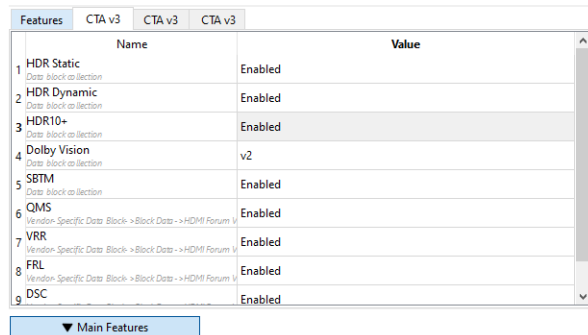 Features CTA v3 CTA v3 CTA v3
Name Value
1 HDR Static Enabled
Data block collection
2 HDR Dynamic Enabled
Data block collection
3 HDR10+ Enabled
Data block collection
4 Dolby Vision v2
Data block collection
5 SBTM Enabled
Data block collection
6 QMS Enabled
Vendor-Specific Data Block->Block Data->HDMI Forum V
7 VRR Enabled
Vendor-Specific Data Block->Block Data->HDMI Forum V
8 FRL Enabled
Vendor-Specific Data Block->Block Data->HDMI Forum V
9 DSC Enabled
▼ Main Features